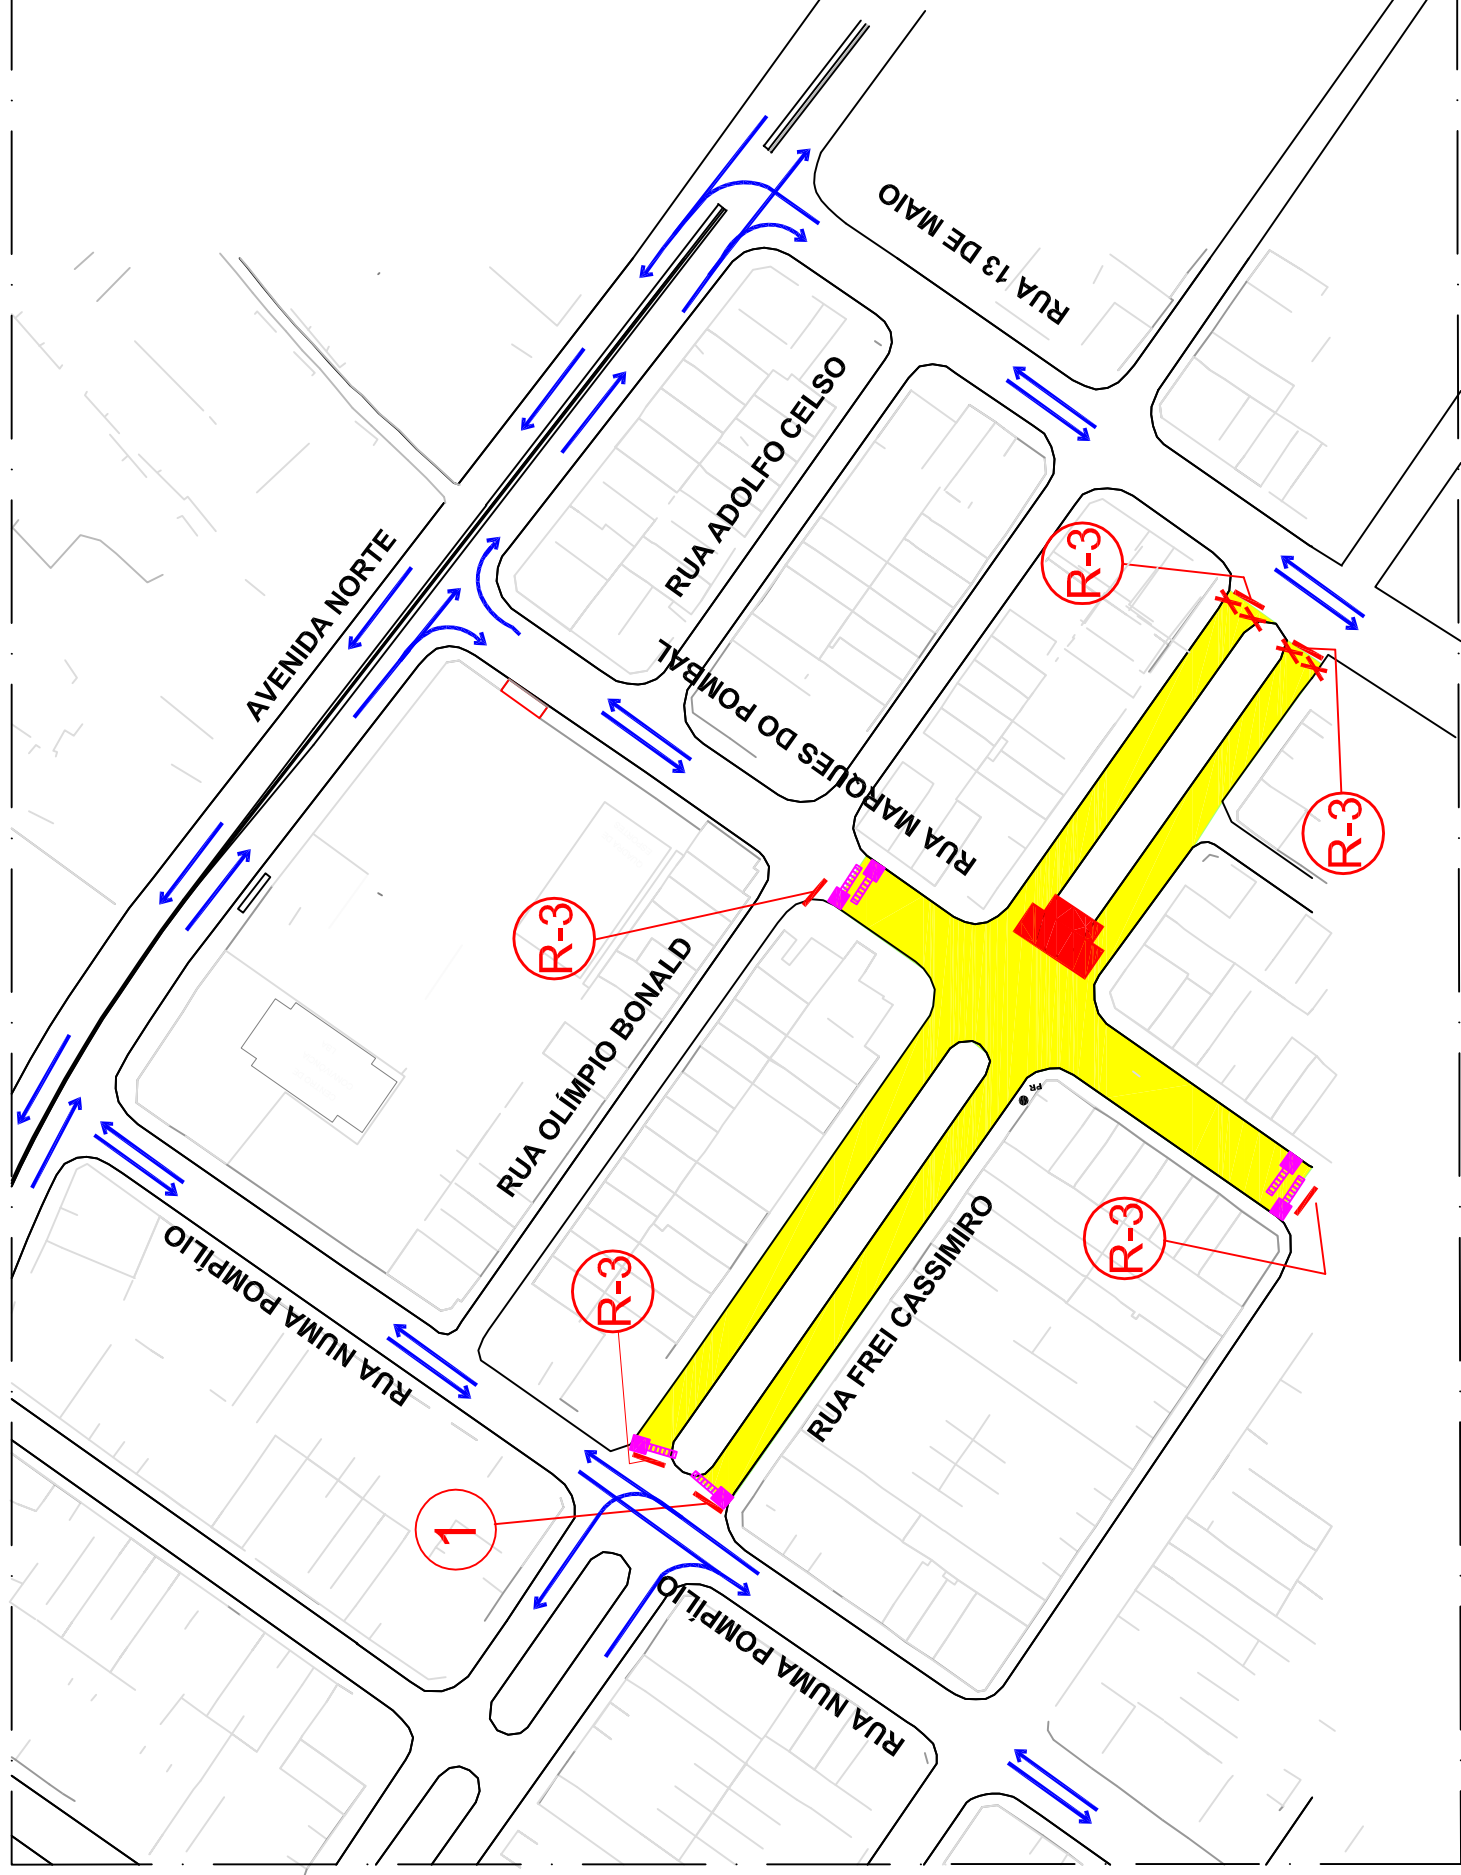 RUA 13 DE MAIO
RUA ADOLFO CELSO
AVENIDA NORTE
R-3
RUA MARQUES DO POMBAL
R-3
R-3
RUA OLÍMPIO BONALD
PR
RUA NUMA POMPÍLIO
R-3
R-3
RUA FREI CASSIMIRO
1
RUA NUMA POMPÍLIO